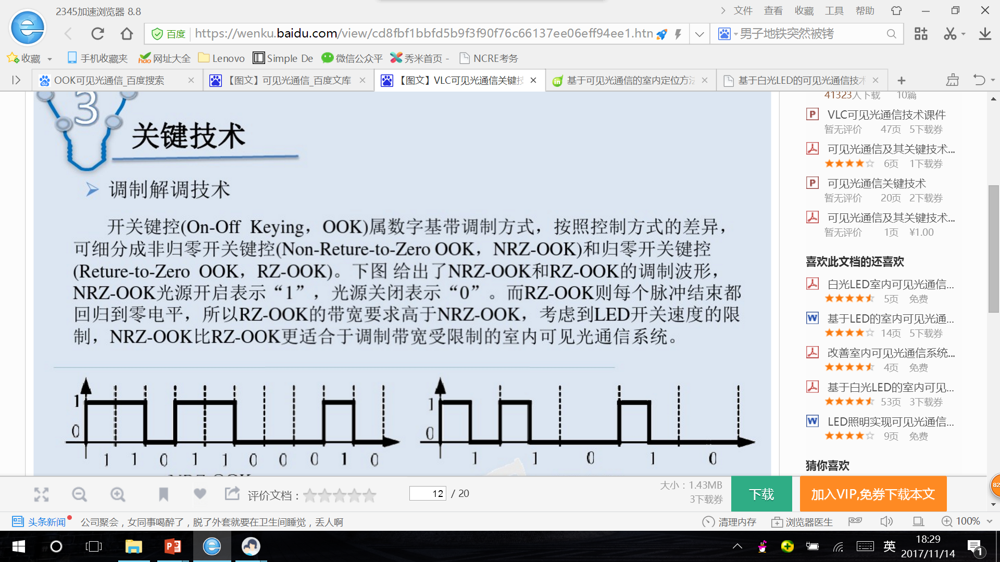 2345加速浏览器 8.8
文件 查看 收藏 工具 帮助
百度 https://wenku.baidu.com/view/cd8fbf1bbfd5b9f3f90f76c66137ee06eff94ee1.htm
男子地铁突然被铐
收藏 手机收藏夹 网址大全 Lenovo Simple De 微信公众平 秀米首页 - NCRE考务
OOK可见光通信_百度搜索 【图文】可见光通信_百度文库 【图文】VLC可见光通信关键技 基于可见光通信的室内定位方法 基于白光LED的可见光通信技术
3
关键技术
调制解调技术
开关键控(On-Off Keying，OOK)属数字基带调制方式，按照控制方式的差异，
可细分成非归零开关键控(Non-Reture-to-Zero OOK，NRZ-OOK)和归零开关键控
(Reture-to-Zero OOK，RZ-OOK)。下图 给出了NRZ-OOK和RZ-OOK的调制波形，
NRZ-OOK光源开启表示“1”，光源关闭表示“0”。而RZ-OOK则每个脉冲结束都
回归到零电平，所以RZ-OOK的带宽要求高于NRZ-OOK，考虑到LED开关速度的限
制，NRZ-OOK比RZ-OOK更适合于调制带宽受限制的室内可见光通信系统。
1
0
1 1 0 1 1 0 0 0 1 0
NRZ-OOK
1
0
1 1 0 1 0
41323人下载 10篇
VLC可见光通信技术课件
暂无评价 47页 5下载券
可见光通信及其关键技术...
6页 1下载券
可见光通信关键技术
暂无评价 20页 2下载券
可见光通信及其关键技术...
暂无评价 1页 ¥1.00
喜欢此文档的还喜欢
白光LED室内可见光通信...
5页 免费
基于LED的室内可见光通...
14页 5下载券
改善室内可见光通信系统...
4页 免费
基于白光LED的室内可见...
53页 3下载券
LED照明实现可见光通信...
9页 免费
猜你喜欢
评价文档： 12 / 20
大小：1.43MB
3下载券
下载
加入VIP,免券下载本文
82
头条新闻 公司聚会，女同事喝醉了，脱了外套就要在卫生间睡觉，丢人啊
清理内存 浏览器医生 100%
英
18:29
2017/11/14
1